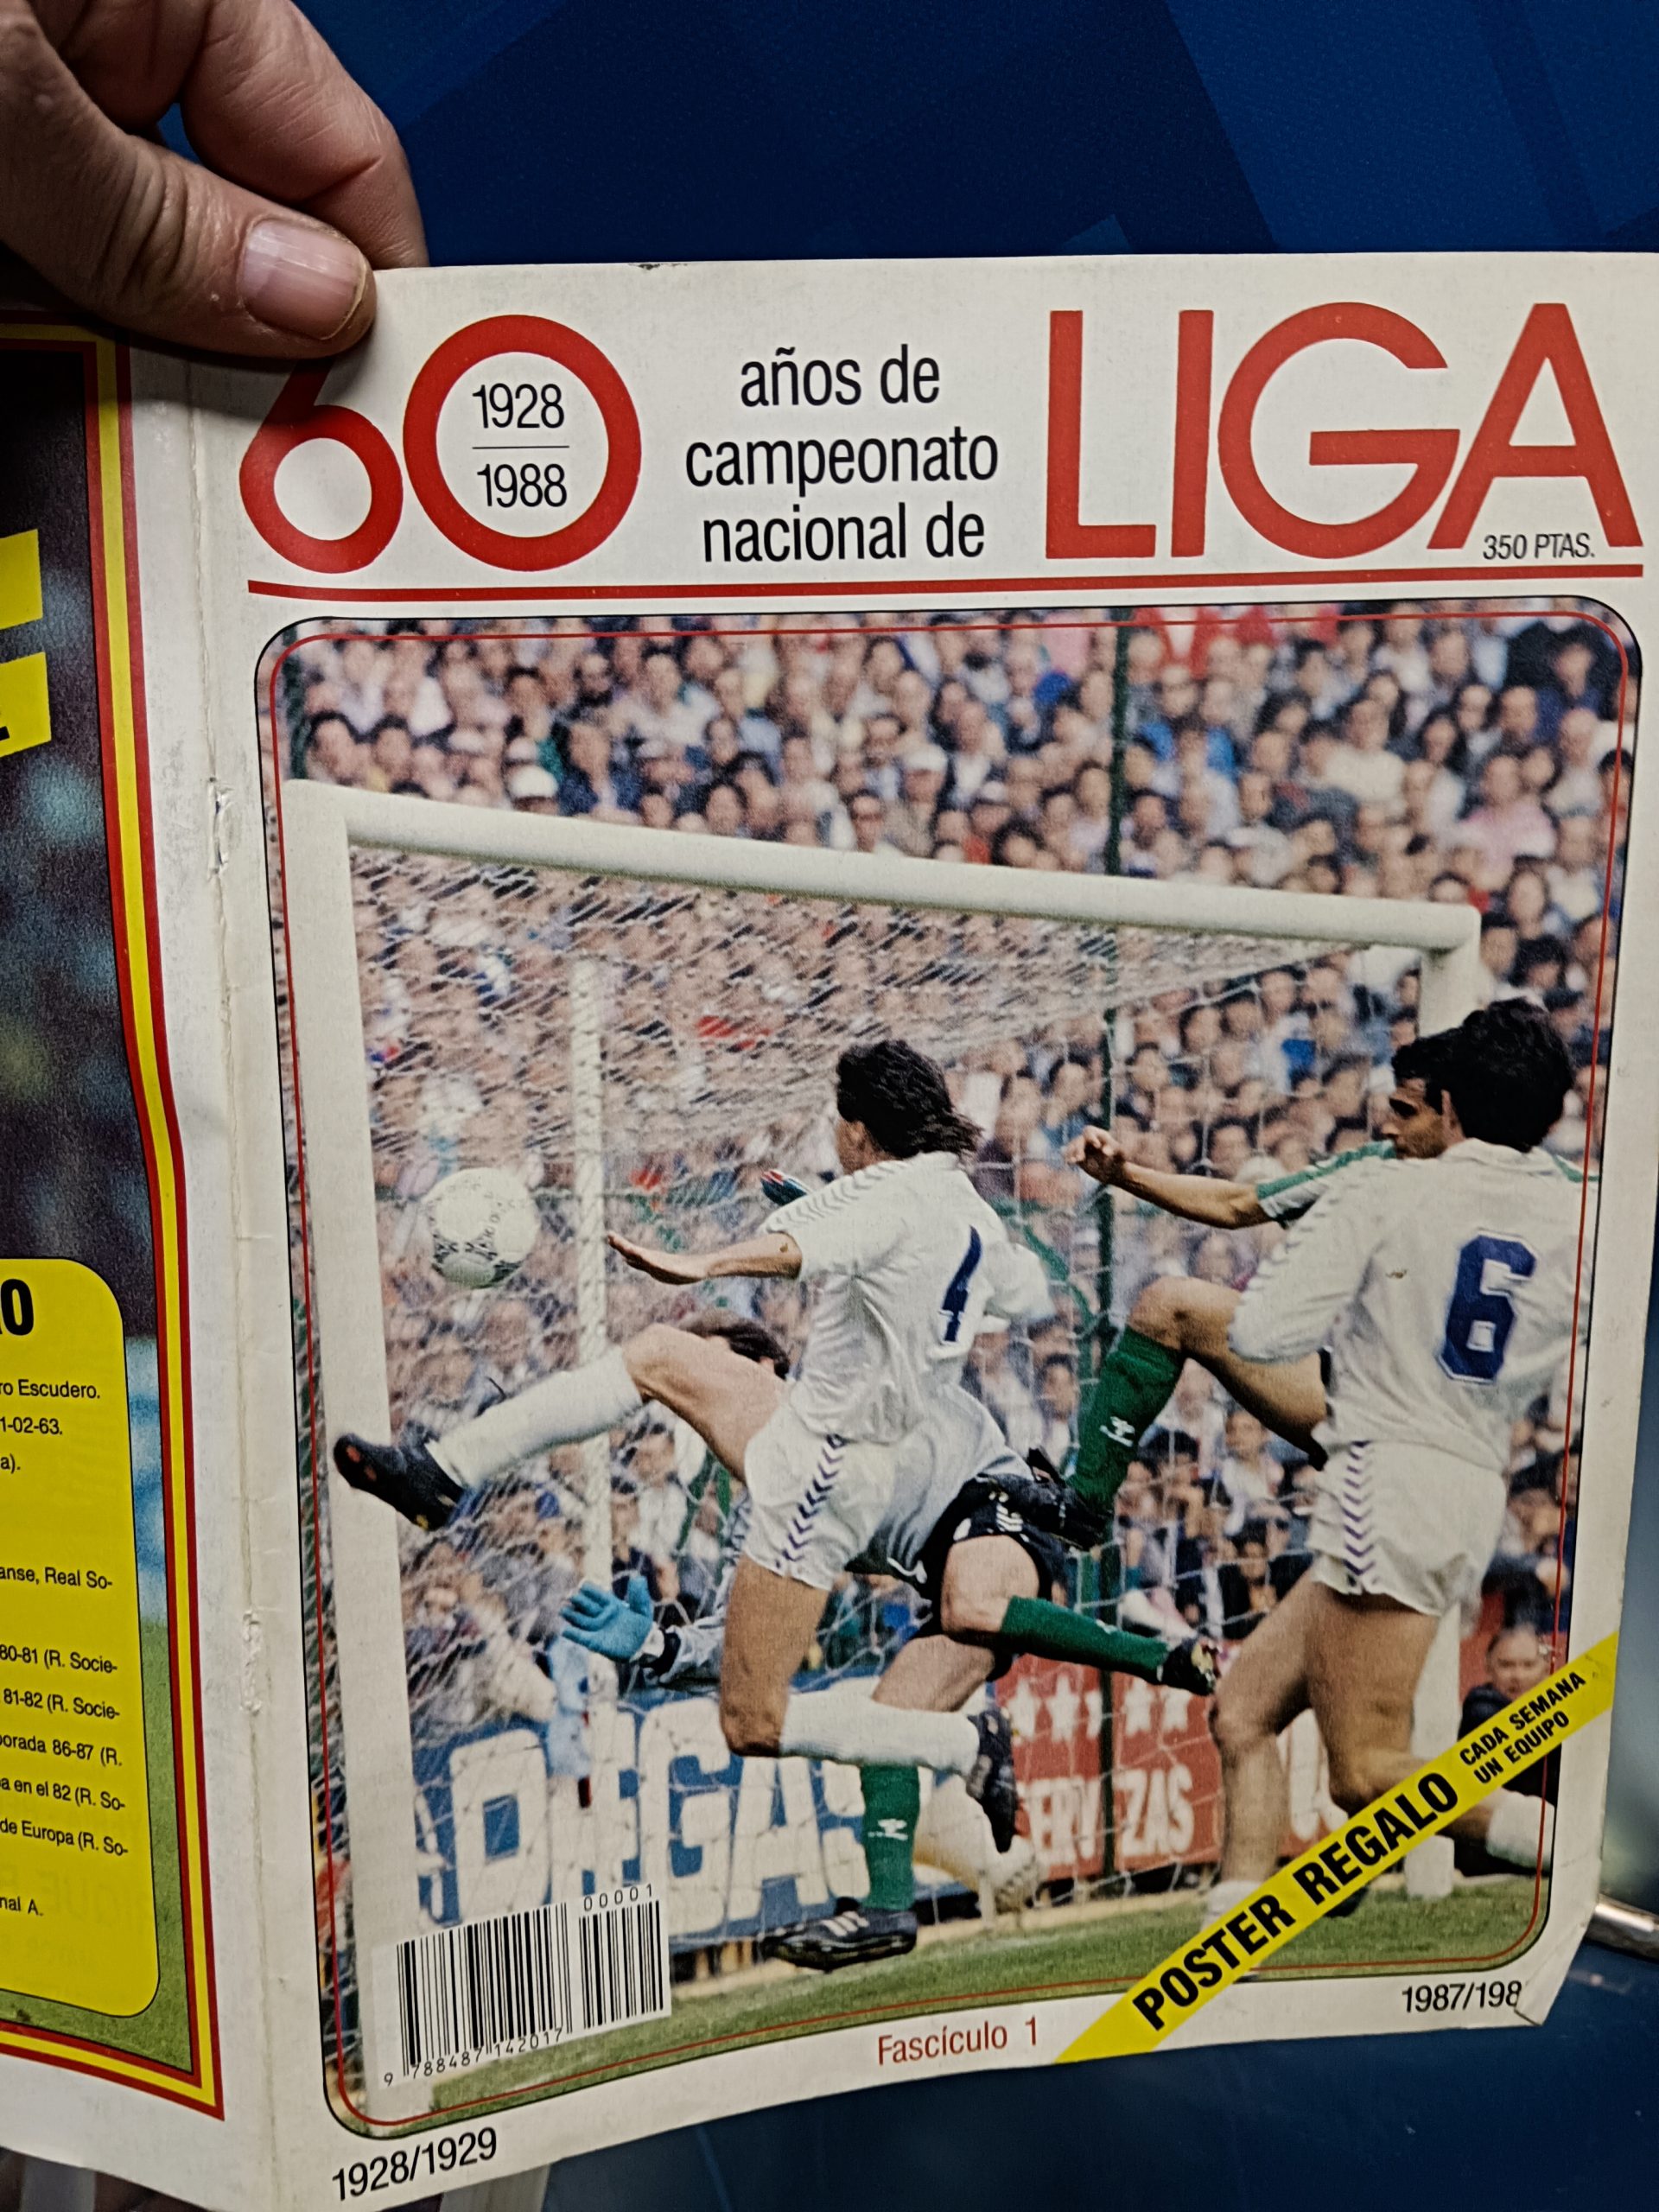 60
1928
1988
años de
campeonato
nacional de
LIGA
350 PTAS.
4
6
CERVEZAS
POSTER REGALO
CADA SEMANA
UN EQUIPO
00001
9 788487 142017
Fascículo 1
1987/198
1928/1929
ro Escudero.
1-02-63.
a).
anse, Real So-
80-81 (R. Socie-
81-82 (R. Socie-
porada 86-87 (R.
a en el 82 (R. So-
de Europa (R. So-
nal A.